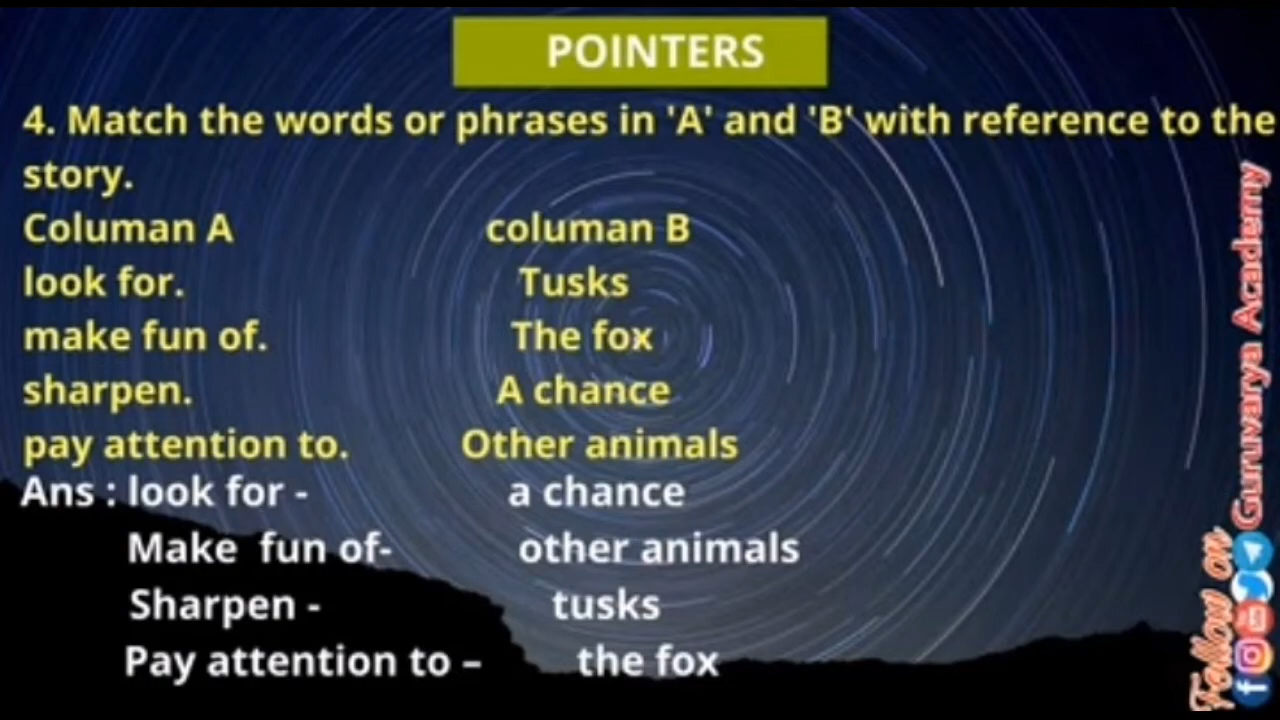 POINTERS
4. Match the words or phrases in 'A' and 'B' with reference to the
story.
Columan A columan B
look for. Tusks
make fun of. The fox
sharpen. A chance
pay attention to. Other animals
Ans : look for - a chance
Make fun of- other animals
Sharpen - tusks
Pay attention to – the fox
Follow on Guruvarya Academy